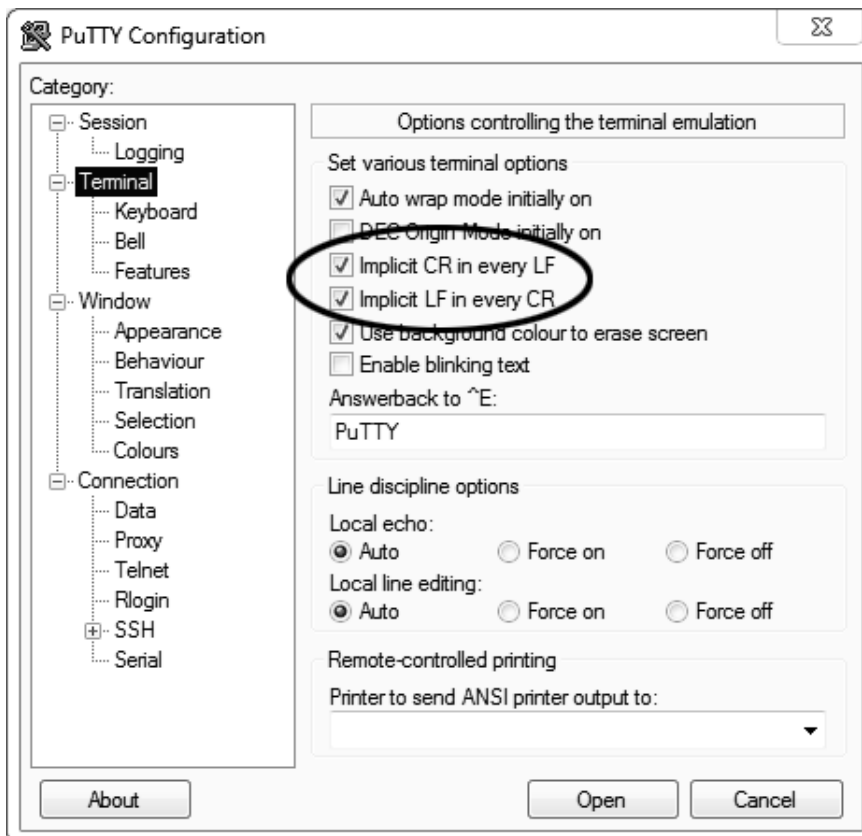 PuTTY Configuration
Category:
Session
Logging
Terminal
Keyboard
Bell
Features
Window
Appearance
Behaviour
Translation
Selection
Colours
Connection
Data
Proxy
Telnet
Rlogin
SSH
Serial
Options controlling the terminal emulation
Set various terminal options
Auto wrap mode initially on
DEC Origin Mode initially on
Implicit CR in every LF
Implicit LF in every CR
Use background colour to erase screen
Enable blinking text
Answerback to ^E:
PuTTY
Line discipline options
Local echo:
Auto Force on Force off
Local line editing:
Auto Force on Force off
Remote-controlled printing
Printer to send ANSI printer output to:
About Open Cancel